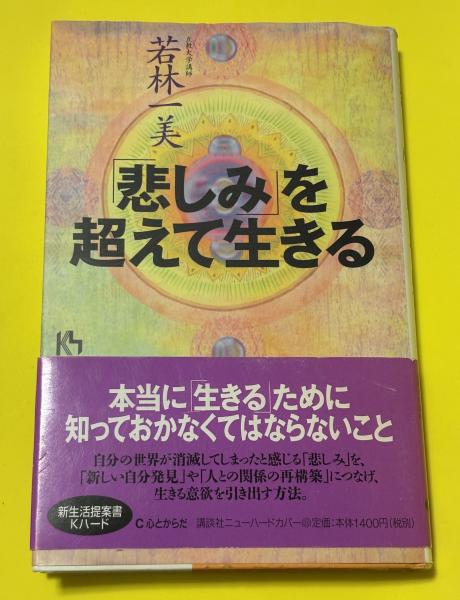 立教大学講師
若林一美
「悲しみ」を
超えて生きる
本当に「生きる」ために
知っておかなくてはならないこと
自分の世界が消滅してしまったと感じる「悲しみ」を、
「新しい自分発見」や「人との関係の再構築」につなげ、
生きる意欲を引き出す方法。
新生活提案書
Kハード
C心とからだ 講談社ニューハードカバー◎定価:本体1400円(税別)